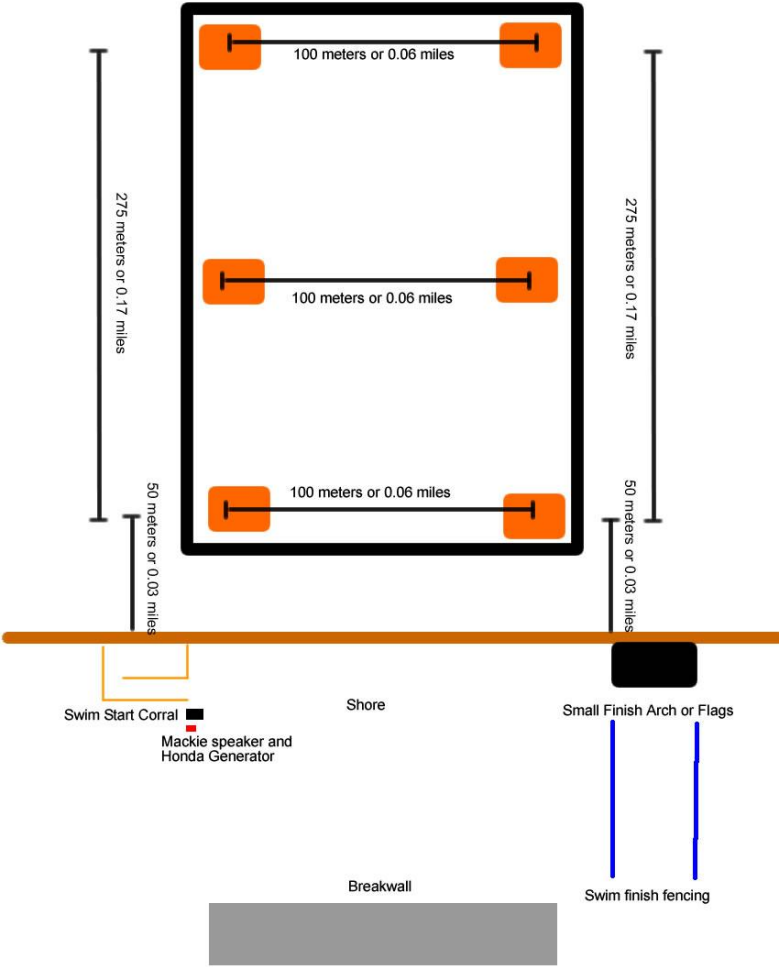 100 meters or 0.06 miles
275 meters or 0.17 miles
275 meters or 0.17 miles
100 meters or 0.06 miles
100 meters or 0.06 miles
50 meters or 0.03 miles
50 meters or 0.03 miles
Shore
Small Finish Arch or Flags
Swim Start Corral
Mackie speaker and
Honda Generator
Breakwall
Swim finish fencing